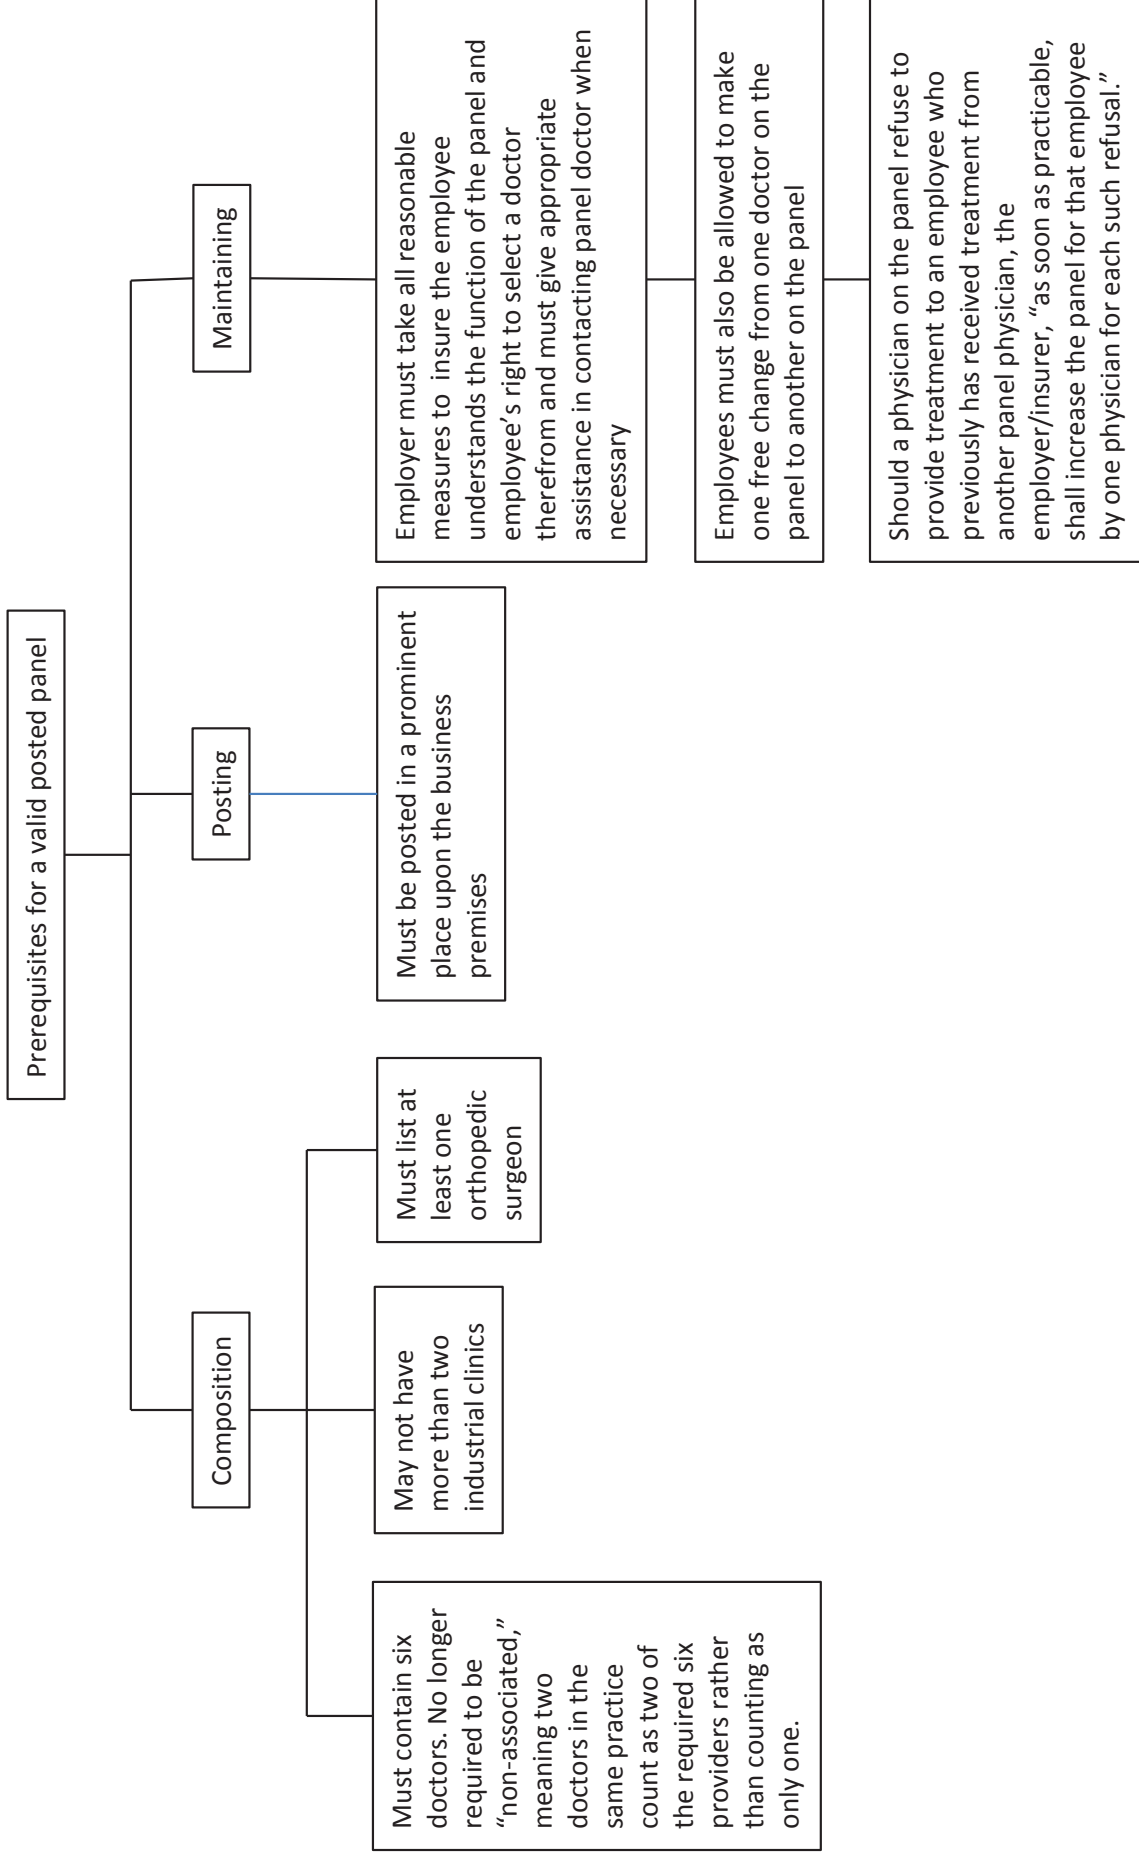 Prerequisites for a valid posted panel
Composition
Must contain six
doctors. No longer
required to be
“non-associated,”
meaning two
doctors in the
same practice
count as two of
the required six
providers rather
than counting as
only one.
May not have
more than two
industrial clinics
Must list at
least one
orthopedic
surgeon
Posting
Must be posted in a prominent
place upon the business
premises
Maintaining
Employer must take all reasonable
measures to insure the employee
understands the function of the panel and
employee’s right to select a doctor
therefrom and must give appropriate
assistance in contacting panel doctor when
necessary
Employees must also be allowed to make
one free change from one doctor on the
panel to another on the panel
Should a physician on the panel refuse to
provide treatment to an employee who
previously has received treatment from
another panel physician, the
employer/insurer, “as soon as practicable,
shall increase the panel for that employee
by one physician for each such refusal.”